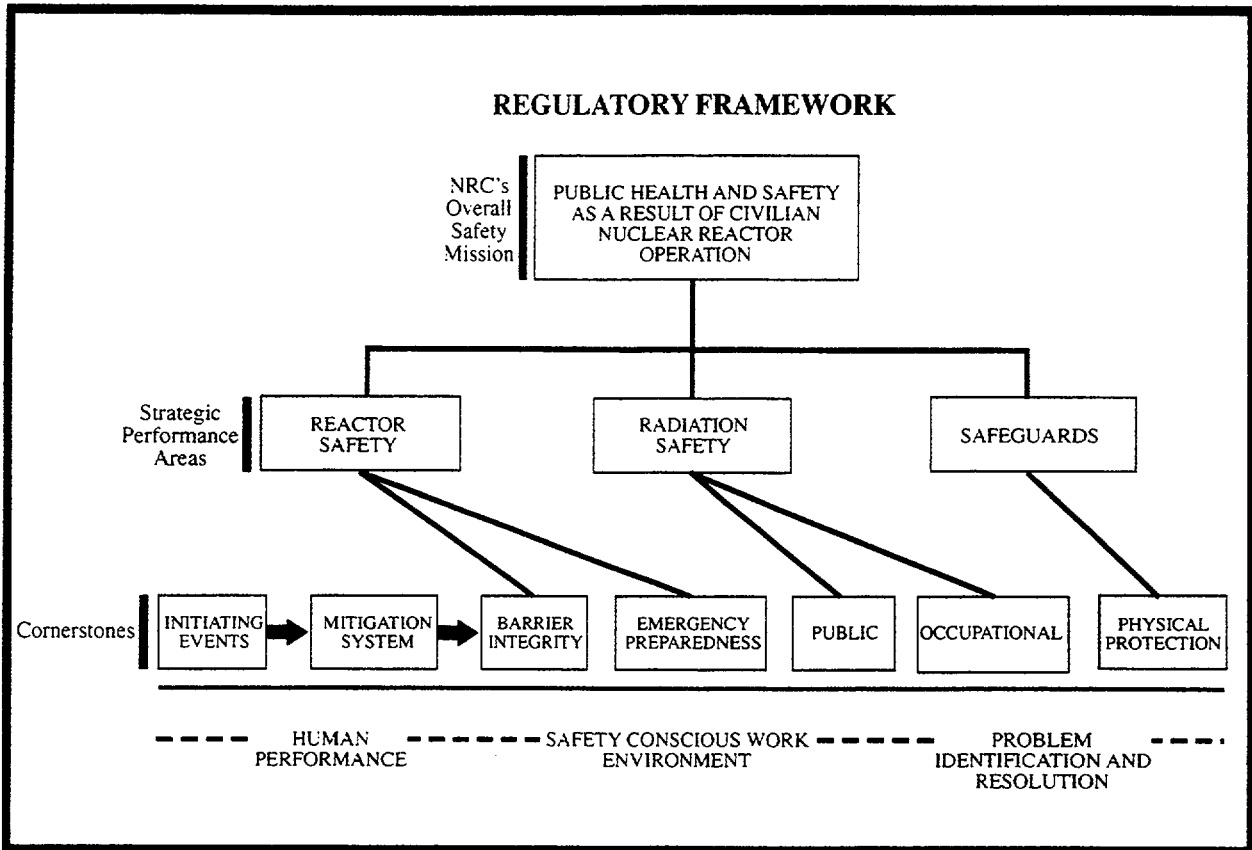 REGULATORY FRAMEWORK
NRC's
Overall
Safety
Mission
PUBLIC HEALTH AND SAFETY
AS A RESULT OF CIVILIAN
NUCLEAR REACTOR
OPERATION
Strategic
Performance
Areas
REACTOR
SAFETY
RADIATION
SAFETY
SAFEGUARDS
Cornerstones
INITIATING
EVENTS
MITIGATION
SYSTEM
BARRIER
INTEGRITY
EMERGENCY
PREPAREDNESS
PUBLIC
OCCUPATIONAL
PHYSICAL
PROTECTION
HUMAN
PERFORMANCE
SAFETY CONSCIOUS WORK
ENVIRONMENT
PROBLEM
IDENTIFICATION AND
RESOLUTION